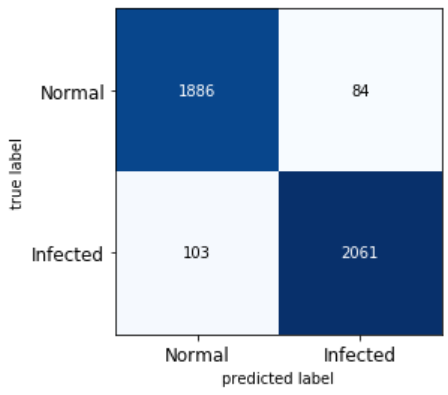 Normal
1886
84
true label
Infected
103
2061
Normal
Infected
predicted label